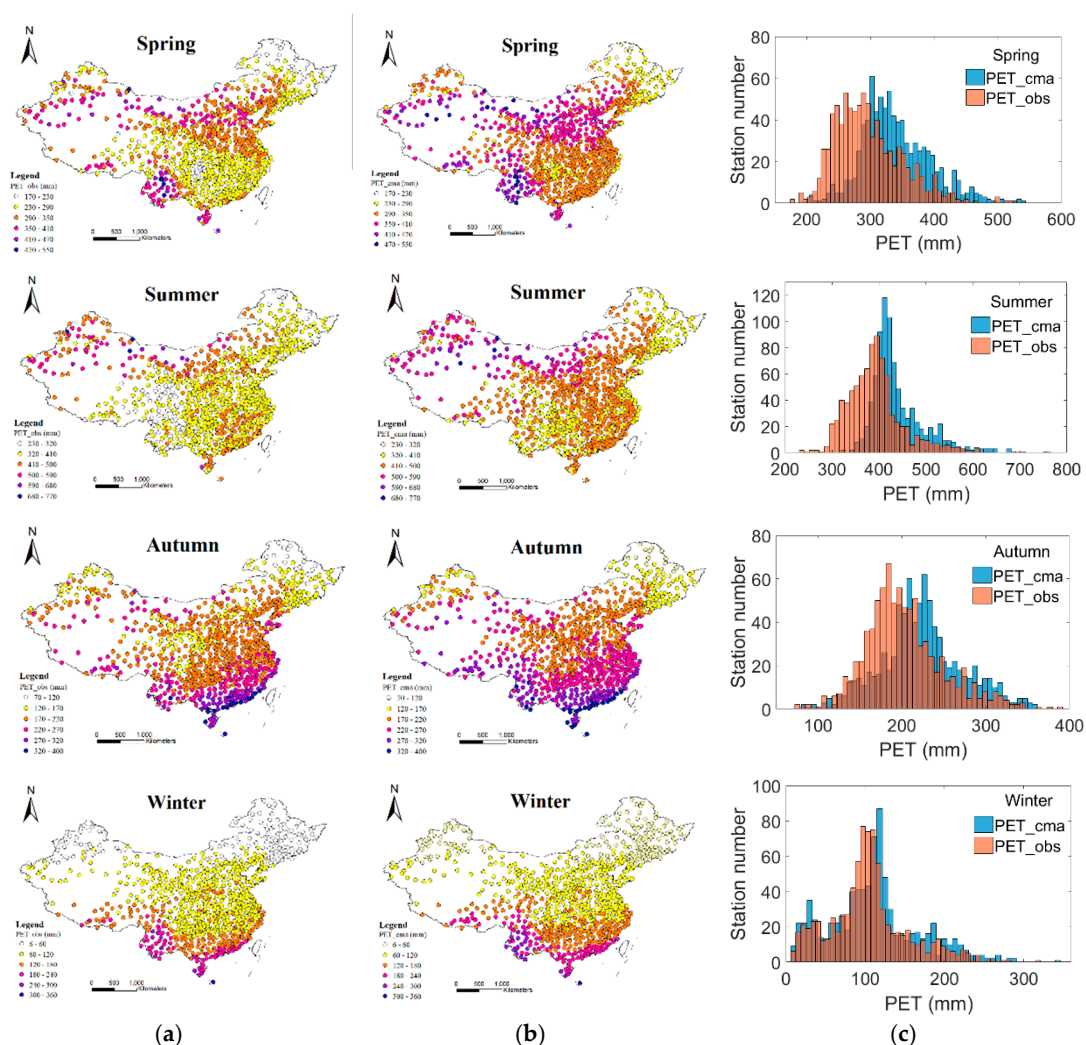 N
Spring
Legend
PET_obs (mm)
170 - 230
230 - 290
290 - 350
350 - 410
410 - 470
470 - 550
0 500 1,000
Kilometers
N
Spring
Legend
PET_cma (mm)
170 - 230
230 - 290
290 - 350
350 - 410
410 - 470
470 - 550
0 500 1,000
Kilometers
80
60
40
20
0
Station number
Spring
PET_cma
PET_obs
200 300 400 500 600
PET (mm)
N
Summer
Legend
PET_obs (mm)
230 - 320
320 - 410
410 - 500
500 - 590
590 - 680
680 - 770
0 500 1,000
Kilometers
N
Summer
Legend
PET_cma (mm)
230 - 320
320 - 410
410 - 500
500 - 590
590 - 680
680 - 770
0 500 1,000
Kilometers
120
100
80
60
40
20
0
Station number
Summer
PET_cma
PET_obs
200 300 400 500 600 700 800
PET (mm)
N
Autumn
Legend
PET_obs (mm)
70 - 120
120 - 170
170 - 220
220 - 270
270 - 320
320 - 400
0 500 1,000
Kilometers
N
Autumn
Legend
PET_cma (mm)
70 - 120
120 - 170
170 - 220
220 - 270
270 - 320
320 - 400
0 500 1,000
Kilometers
80
60
40
20
0
Station number
Autumn
PET_cma
PET_obs
100 200 300 400
PET (mm)
N
Winter
Legend
PET_obs (mm)
6 - 60
60 - 120
120 - 180
180 - 240
240 - 300
300 - 360
0 500 1,000
Kilometers
N
Winter
Legend
PET_cma (mm)
6 - 60
60 - 120
120 - 180
180 - 240
240 - 300
300 - 360
0 500 1,000
Kilometers
100
80
60
40
20
0
Station number
Winter
PET_cma
PET_obs
0 100 200 300
PET (mm)
(a) (b) (c)